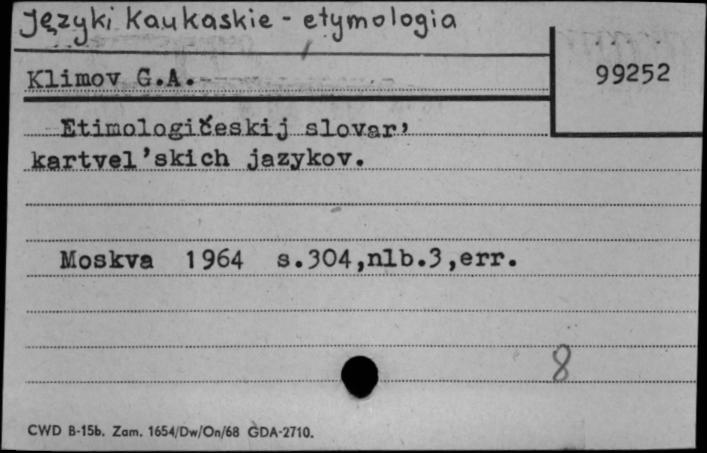 Języki kaukaskie - etymologia
Klimov G.A.
99252
Etimologičeskij slovar'
kartvel'skich jazykov.
Moskva 1964 s.304,nlb.3,err.
8
CWD B-15b. Zam. 1654/Dw/On/68 GDA-2710.